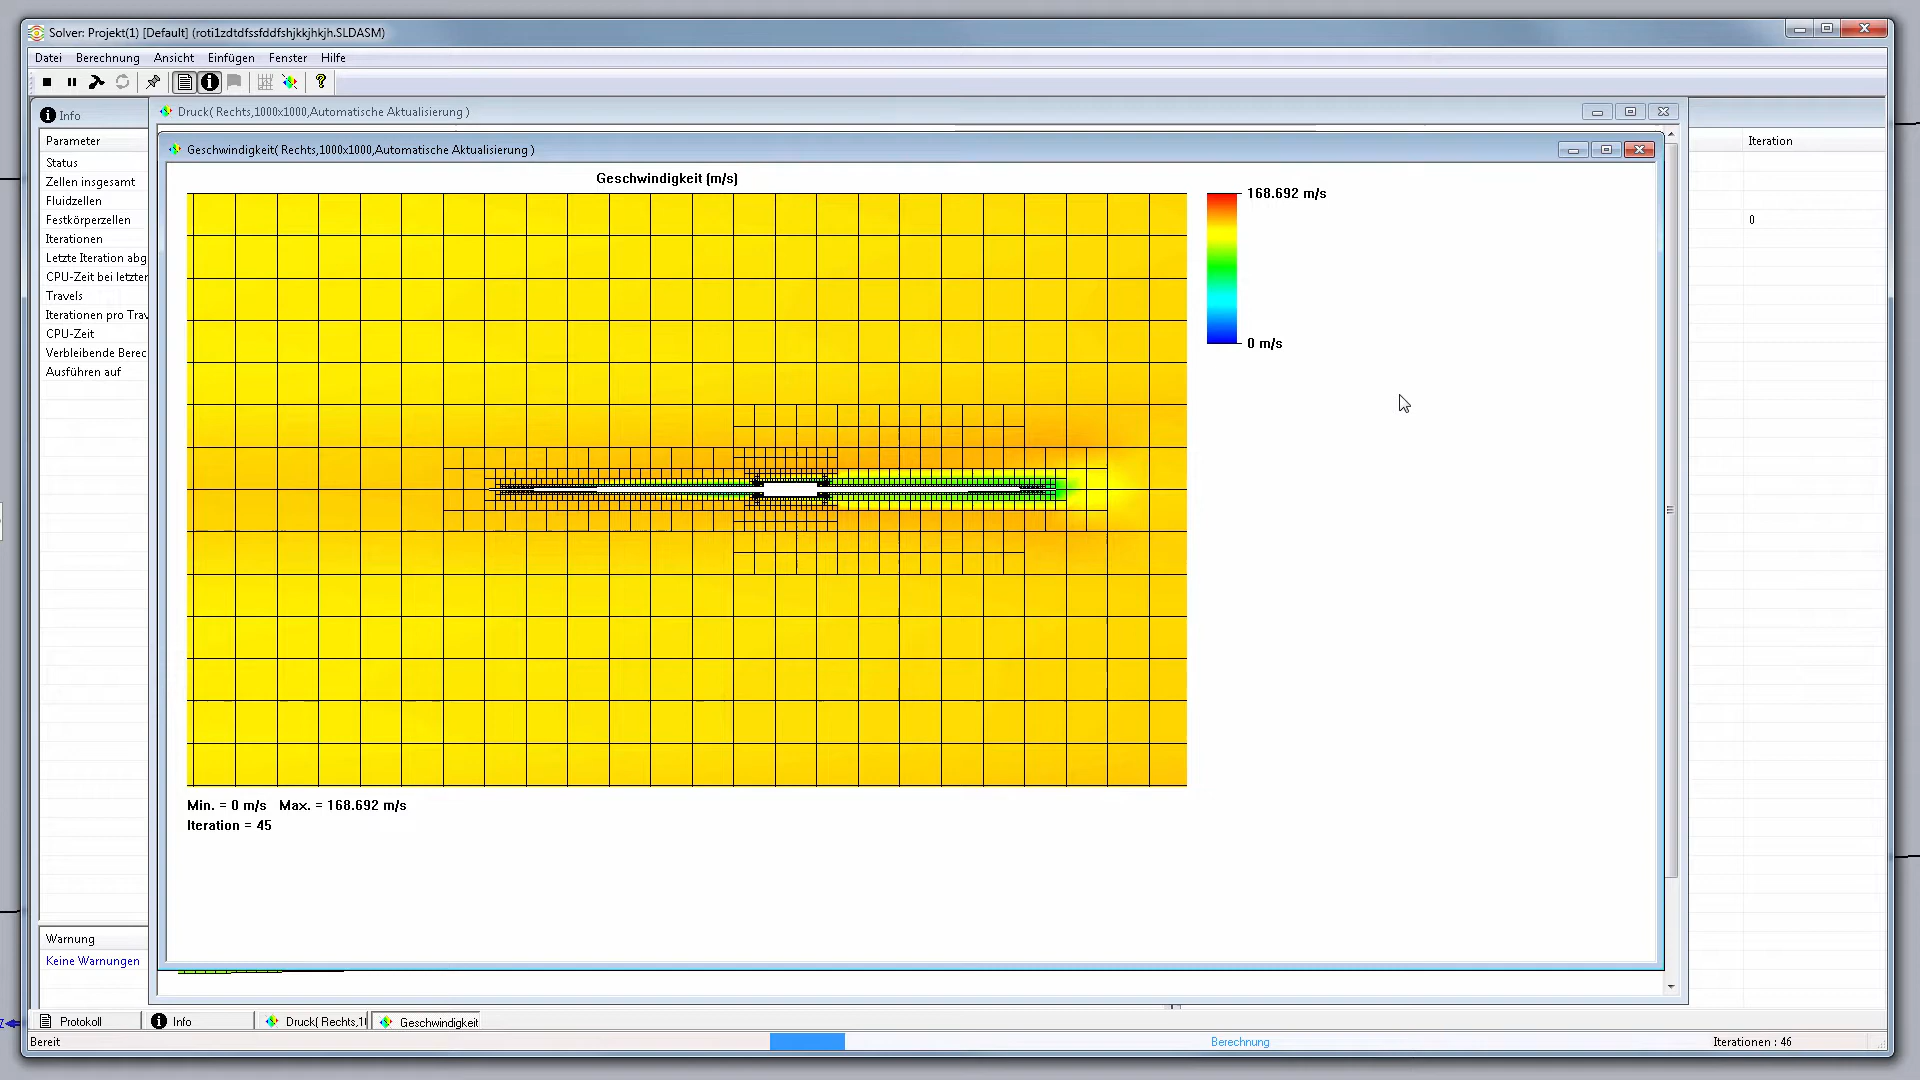 Solver: Projekt(1) [Default] (roti1zdtdfssfddfshjkkjhkjh.SLDASM)
Datei Berechnung Ansicht Einfügen Fenster Hilfe
Info
Druck( Rechts,1000x1000,Automatische Aktualisierung )
Parameter
Iteration
Geschwindigkeit( Rechts,1000x1000,Automatische Aktualisierung )
Status
Zellen insgesamt
Fluidzellen
Festkörperzellen
0
Iterationen
Letzte Iteration abg
CPU-Zeit bei letzter
Travels
Iterationen pro Trav
CPU-Zeit
Verbleibende Berec
Ausführen auf
Geschwindigkeit (m/s)
168.692 m/s
0 m/s
Min. = 0 m/s Max. = 168.692 m/s
Iteration = 45
Warnung
Keine Warnungen
Protokoll Info Druck( Rechts,1 Geschwindigkeit
Bereit Berechnung Iterationen : 46